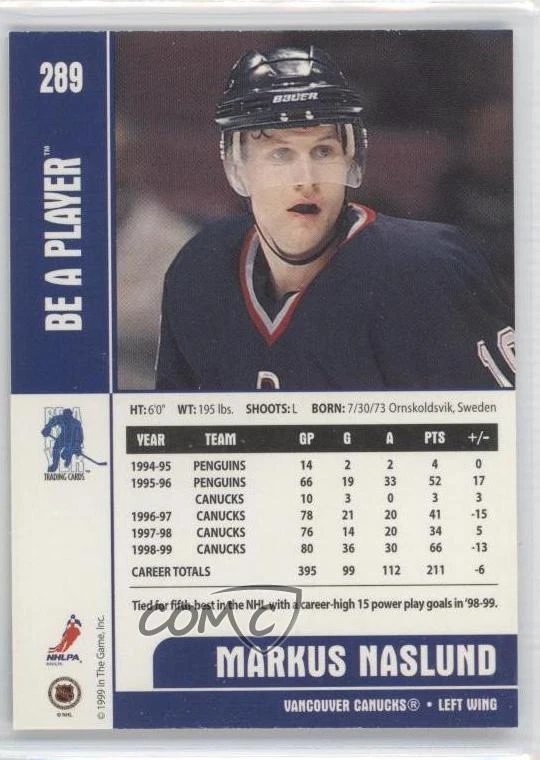 289
BE A PLAYER™
BAUER
19
HT: 6'0" WT: 195 lbs. SHOOTS: L BORN: 7/30/73 Ornskoldsvik, Sweden
YEAR TEAM GP G A PTS +/-
1994-95 PENGUINS 14 2 2 4 0
1995-96 PENGUINS 66 19 33 52 17
CANUCKS 10 3 0 3 3
1996-97 CANUCKS 78 21 20 41 -15
1997-98 CANUCKS 76 14 20 34 5
1998-99 CANUCKS 80 36 30 66 -13
CAREER TOTALS 395 99 112 211 -6
Tied for fifth-best in the NHL with a career-high 15 power play goals in '98-99.
BE A
PLAYER
TRADING CARDS™
COMC
NHLPA
© NHL
© 1999 In The Game, Inc.
MARKUS NASLUND
VANCOUVER CANUCKS® • LEFT WING